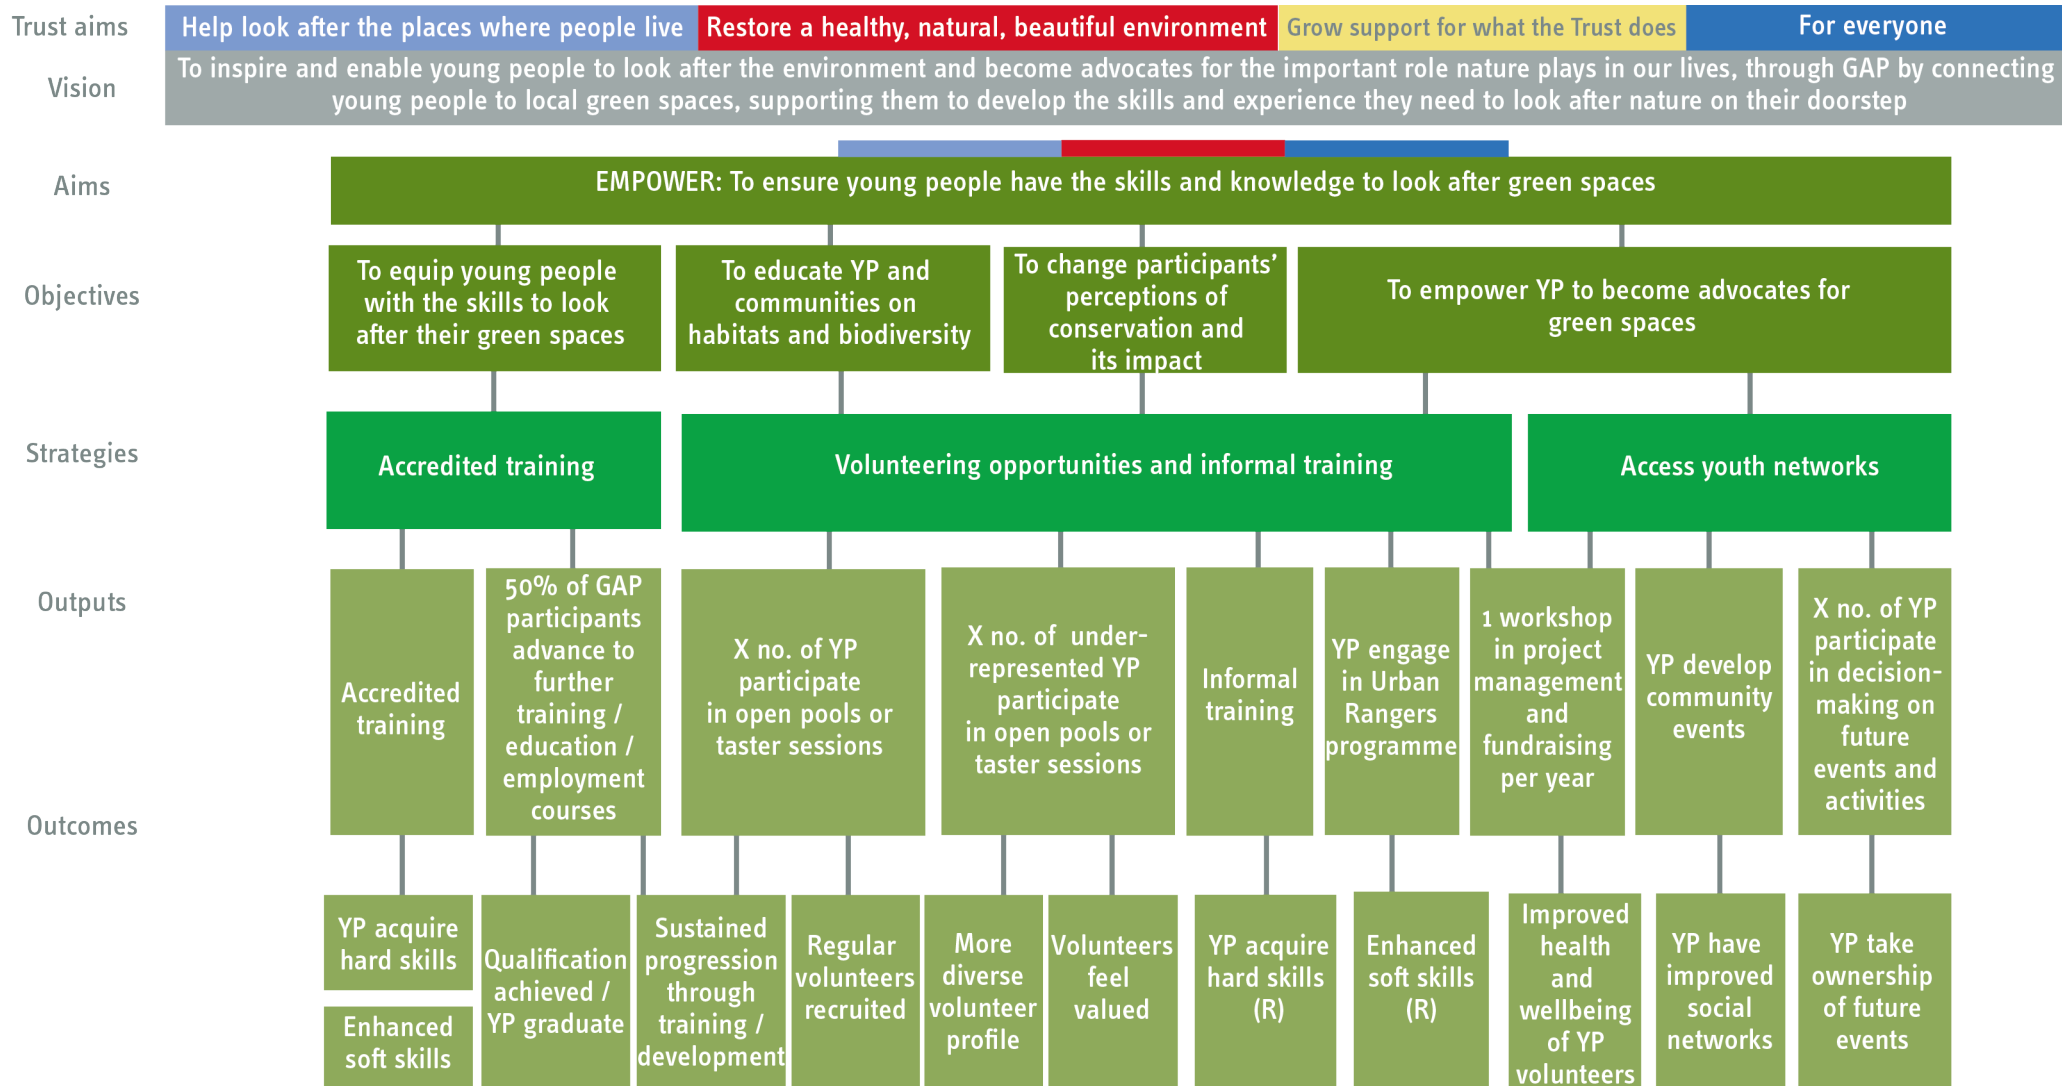 Trust aims
Help look after the places where people live
Restore a healthy, natural, beautiful environment
Grow support for what the Trust does
For everyone
Vision
To inspire and enable young people to look after the environment and become advocates for the important role nature plays in our lives, through GAP by connecting
young people to local green spaces, supporting them to develop the skills and experience they need to look after nature on their doorstep
Aims
EMPOWER: To ensure young people have the skills and knowledge to look after green spaces
Objectives
To equip young people
with the skills to look
after their green spaces
To educate YP and
communities on
habitats and biodiversity
To change participants’
perceptions of
conservation and
its impact
To empower YP to become advocates for
green spaces
Strategies
Accredited training
Volunteering opportunities and informal training
Access youth networks
Outputs
Accredited
training
50% of GAP
participants
advance to
further
training /
education /
employment
courses
X no. of YP
participate
in open pools or
taster sessions
X no. of under-
represented YP
participate
in open pools or
taster sessions
Informal
training
YP engage
in Urban
Rangers
programme
1 workshop
in project
management
and
fundraising
per year
YP develop
community
events
X no. of YP
participate
in decision-
making on
future
events and
activities
Outcomes
YP acquire
hard skills
Enhanced
soft skills
Qualification
achieved /
YP graduate
Sustained
progression
through
training /
development
Regular
volunteers
recruited
More
diverse
volunteer
profile
Volunteers
feel
valued
YP acquire
hard skills
(R)
Enhanced
soft skills
(R)
Improved
health
and
wellbeing
of YP
volunteers
YP have
improved
social
networks
YP take
ownership
of future
events